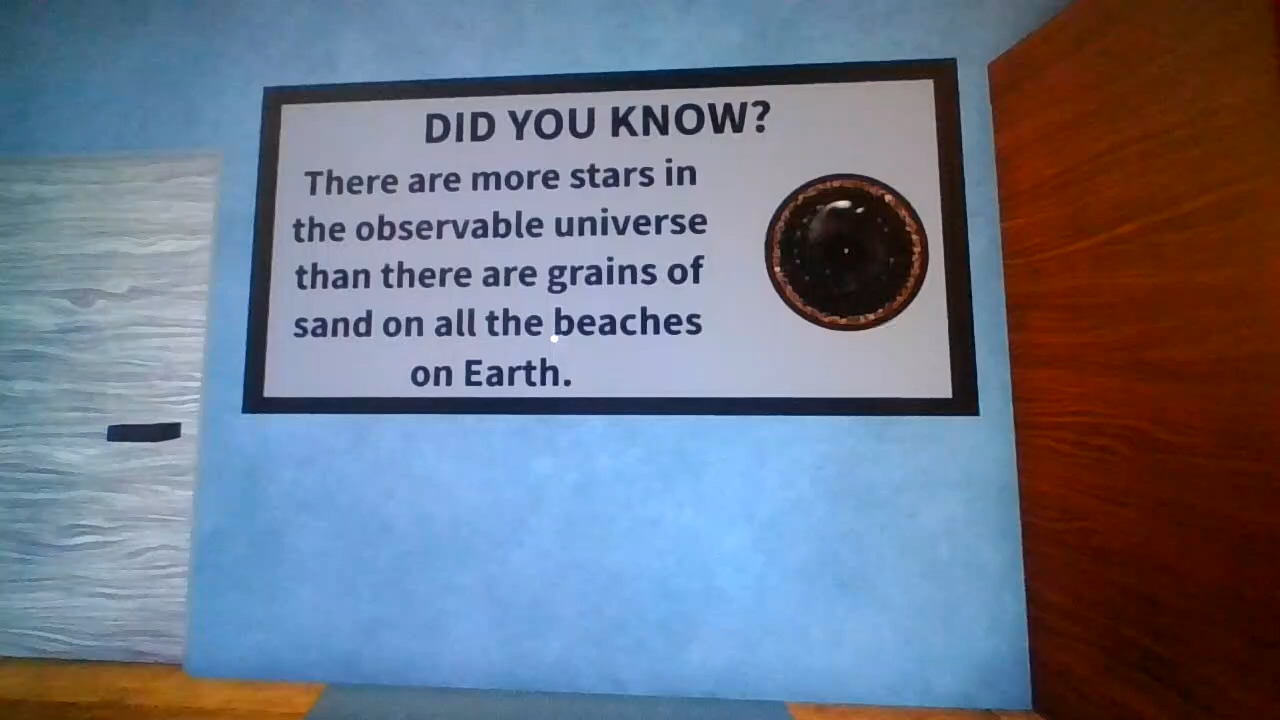 DID YOU KNOW?
There are more stars in
the observable universe
than there are grains of
sand on all the beaches
on Earth.